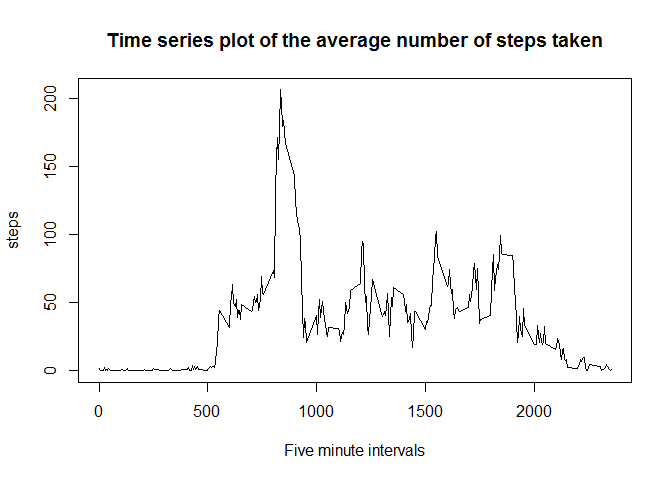 Time series plot of the average number of steps taken
steps
200
150
100
50
0
0 500 1000 1500 2000
Five minute intervals